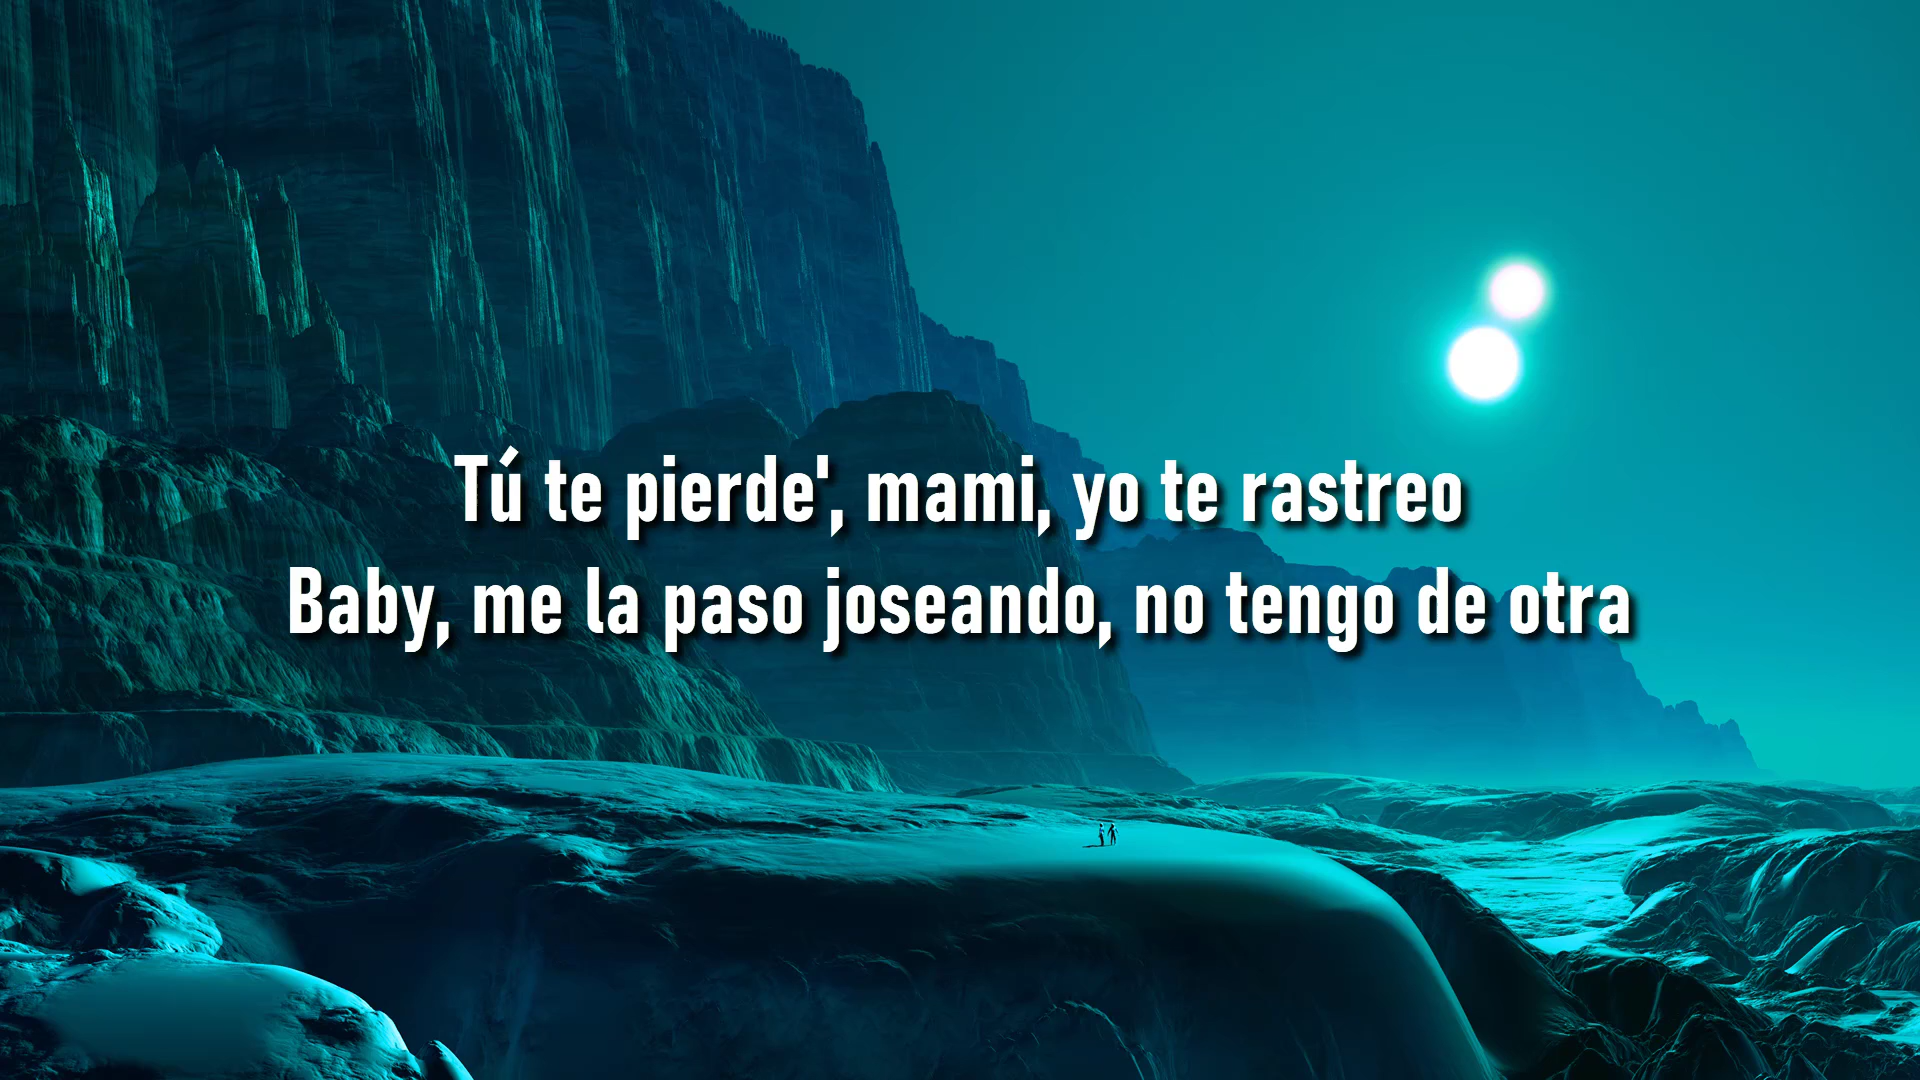 Tú te pierde', mami, yo te rastreo
Baby, me la paso joseando, no tengo de otra